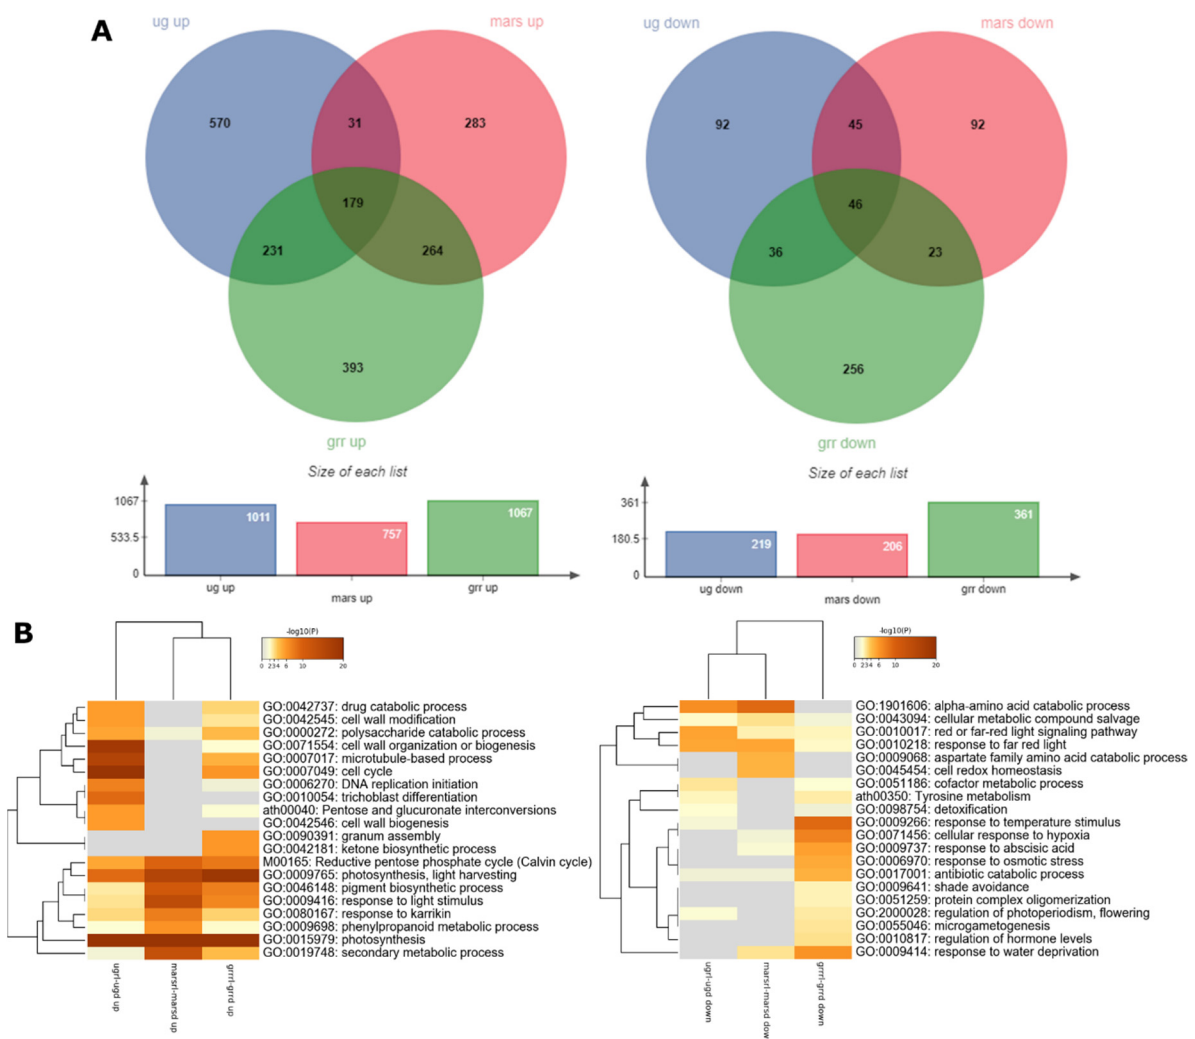 A
ug up
mars up
570
31
283
179
231
264
393
grr up
ug down
mars down
92
45
92
46
36
23
256
grr down
Size of each list
1067
533.5
0
1011
757
1067
ug up
mars up
grr up
Size of each list
361
180.5
0
219
206
361
ug down
mars down
grr down
B
-log10(P)
0 2 3 4 6 10 20
GO:0042737: drug catabolic process
GO:0042545: cell wall modification
GO:0000272: polysaccharide catabolic process
GO:0071554: cell wall organization or biogenesis
GO:0007017: microtubule-based process
GO:0007049: cell cycle
GO:0006270: DNA replication initiation
GO:0010054: trichoblast differentiation
ath00040: Pentose and glucuronate interconversions
GO:0042546: cell wall biogenesis
GO:0090391: granum assembly
GO:0042181: ketone biosynthetic process
M00165: Reductive pentose phosphate cycle (Calvin cycle)
GO:0009765: photosynthesis, light harvesting
GO:0046148: pigment biosynthetic process
GO:0009416: response to light stimulus
GO:0080167: response to karrikin
GO:0009698: phenylpropanoid metabolic process
GO:0015979: photosynthesis
GO:0019748: secondary metabolic process
ugrl-ugd up
marsrl-marsd up
grrrl-grrd up
-log10(P)
0 2 3 4 6 10 20
GO:1901606: alpha-amino acid catabolic process
GO:0043094: cellular metabolic compound salvage
GO:0010017: red or far-red light signaling pathway
GO:0010218: response to far red light
GO:0009068: aspartate family amino acid catabolic process
GO:0045454: cell redox homeostasis
GO:0051186: cofactor metabolic process
ath00350: Tyrosine metabolism
GO:0098754: detoxification
GO:0009266: response to temperature stimulus
GO:0071456: cellular response to hypoxia
GO:0009737: response to abscisic acid
GO:0006970: response to osmotic stress
GO:0017001: antibiotic catabolic process
GO:0009641: shade avoidance
GO:0051259: protein complex oligomerization
GO:2000028: regulation of photoperiodism, flowering
GO:0055046: microgametogenesis
GO:0010817: regulation of hormone levels
GO:0009414: response to water deprivation
ugrl-ugd down
marsrl-marsd dow
grrrl-grrd down